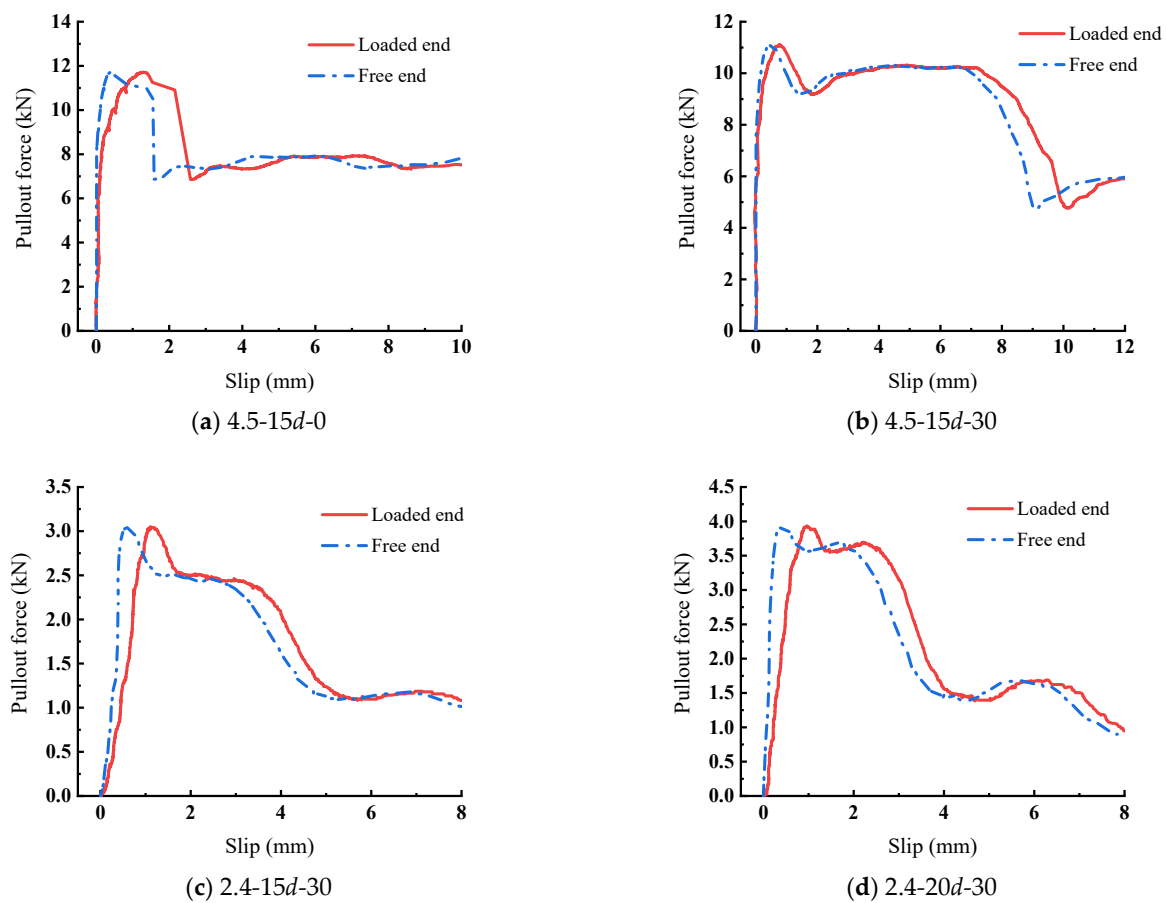 14
12
10
8
6
4
2
0
Pullout force (kN)
Loaded end
Free end
0 2 4 6 8 10
Slip (mm)
(a) 4.5-15d-0
12
10
8
6
4
2
0
Pullout force (kN)
Loaded end
Free end
0 2 4 6 8 10 12
Slip (mm)
(b) 4.5-15d-30
3.5
3.0
2.5
2.0
1.5
1.0
0.5
0.0
Pullout force (kN)
Loaded end
Free end
0 2 4 6 8
Slip (mm)
(c) 2.4-15d-30
4.5
4.0
3.5
3.0
2.5
2.0
1.5
1.0
0.5
0.0
Pullout force (kN)
Loaded end
Free end
0 2 4 6 8
Slip (mm)
(d) 2.4-20d-30